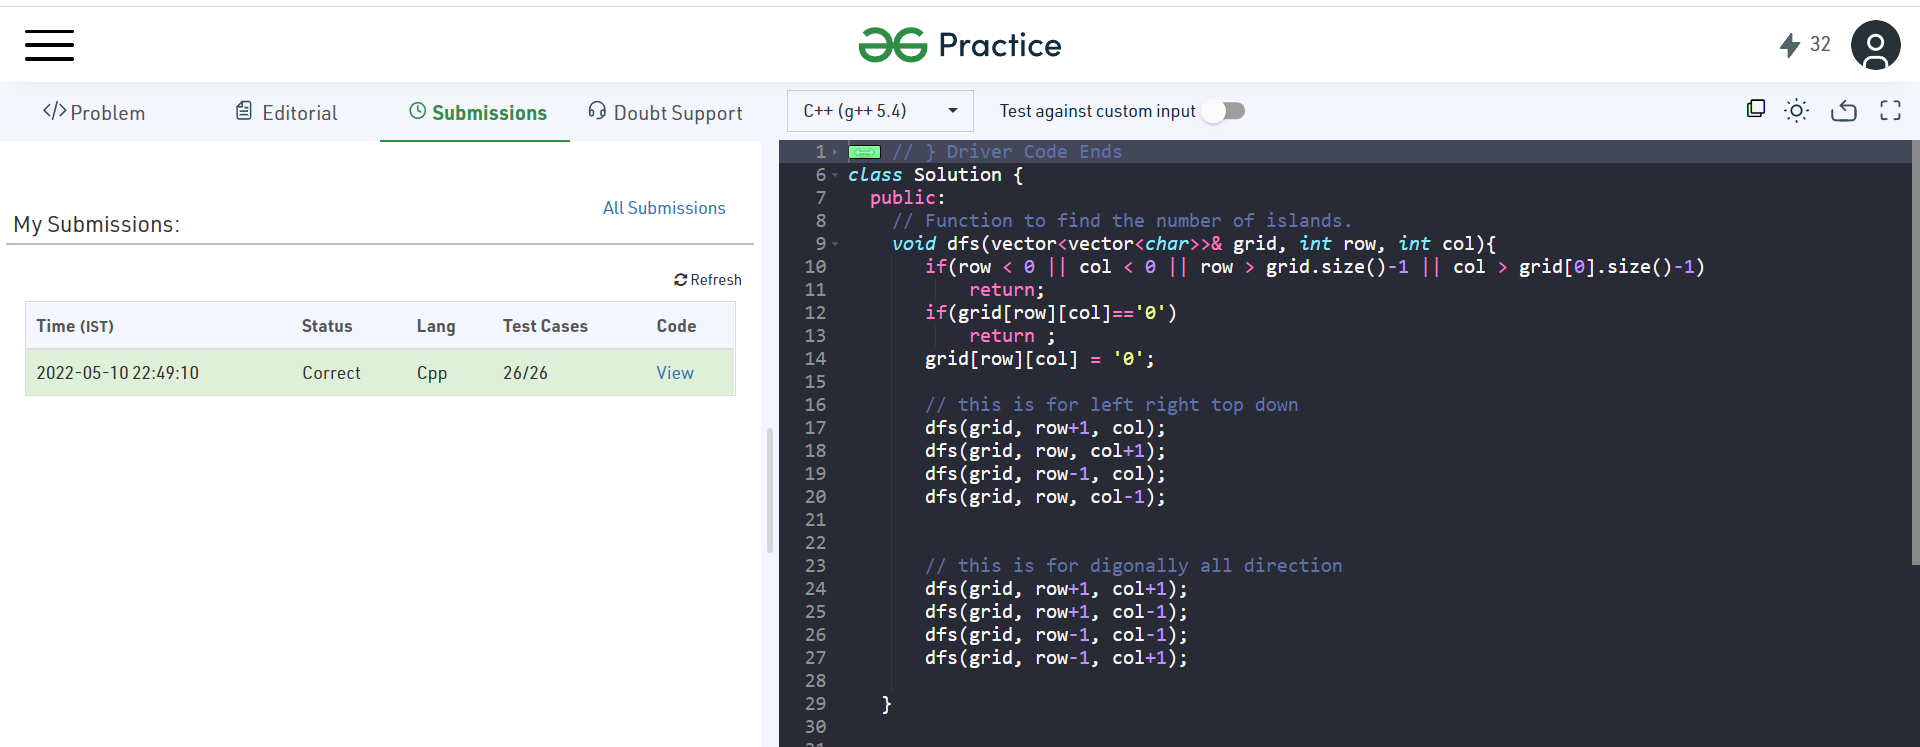 Practice
32
Problem Editorial Submissions Doubt Support
C++ (g++ 5.4) Test against custom input
My Submissions:
All Submissions
Refresh
Time (IST) Status Lang Test Cases Code
2022-05-10 22:49:10 Correct Cpp 26/26 View
1 // } Driver Code Ends
6 class Solution {
7 public:
8 // Function to find the number of islands.
9 void dfs(vector<vector<char>>& grid, int row, int col){
10 if(row < 0 || col < 0 || row > grid.size()-1 || col > grid[0].size()-1)
11 return;
12 if(grid[row][col]=='0')
13 return ;
14 grid[row][col] = '0';
15
16 // this is for left right top down
17 dfs(grid, row+1, col);
18 dfs(grid, row, col+1);
19 dfs(grid, row-1, col);
20 dfs(grid, row, col-1);
21
22
23 // this is for digonally all direction
24 dfs(grid, row+1, col+1);
25 dfs(grid, row+1, col-1);
26 dfs(grid, row-1, col-1);
27 dfs(grid, row-1, col+1);
28
29 }
30